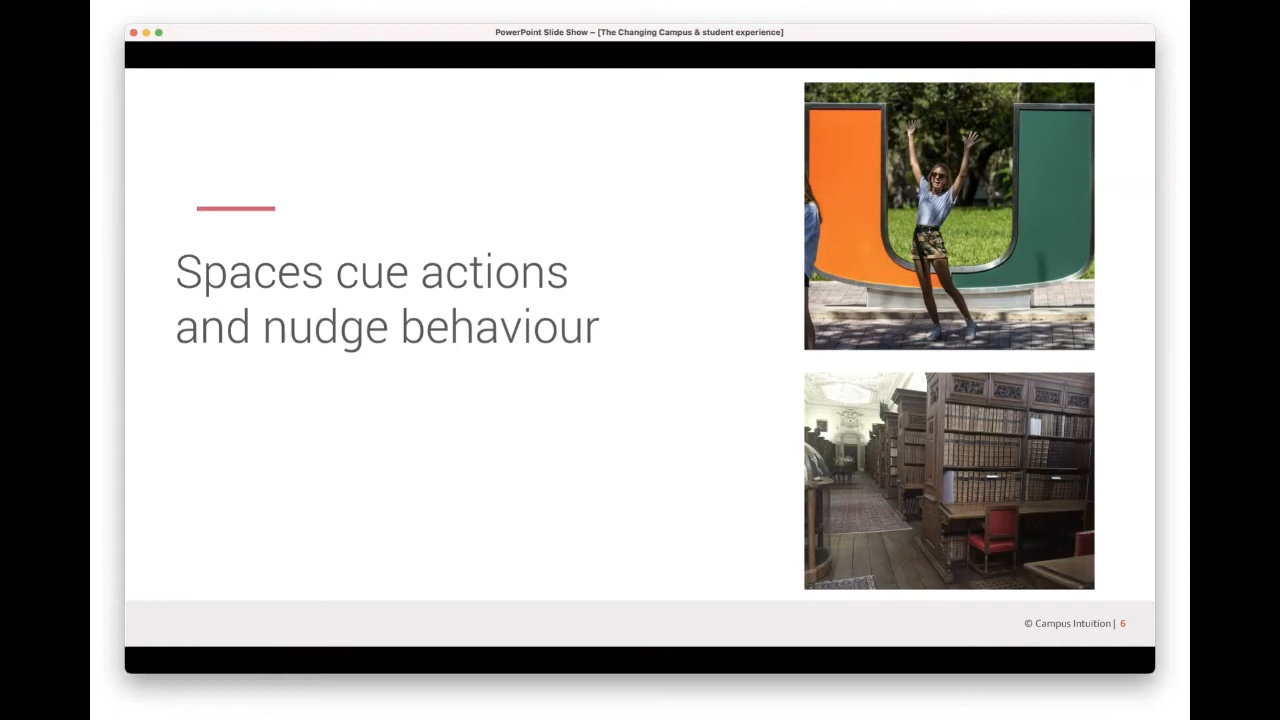 PowerPoint Slide Show – [The Changing Campus & student experience]
Spaces cue actions
and nudge behaviour
U
© Campus Intuition | 6